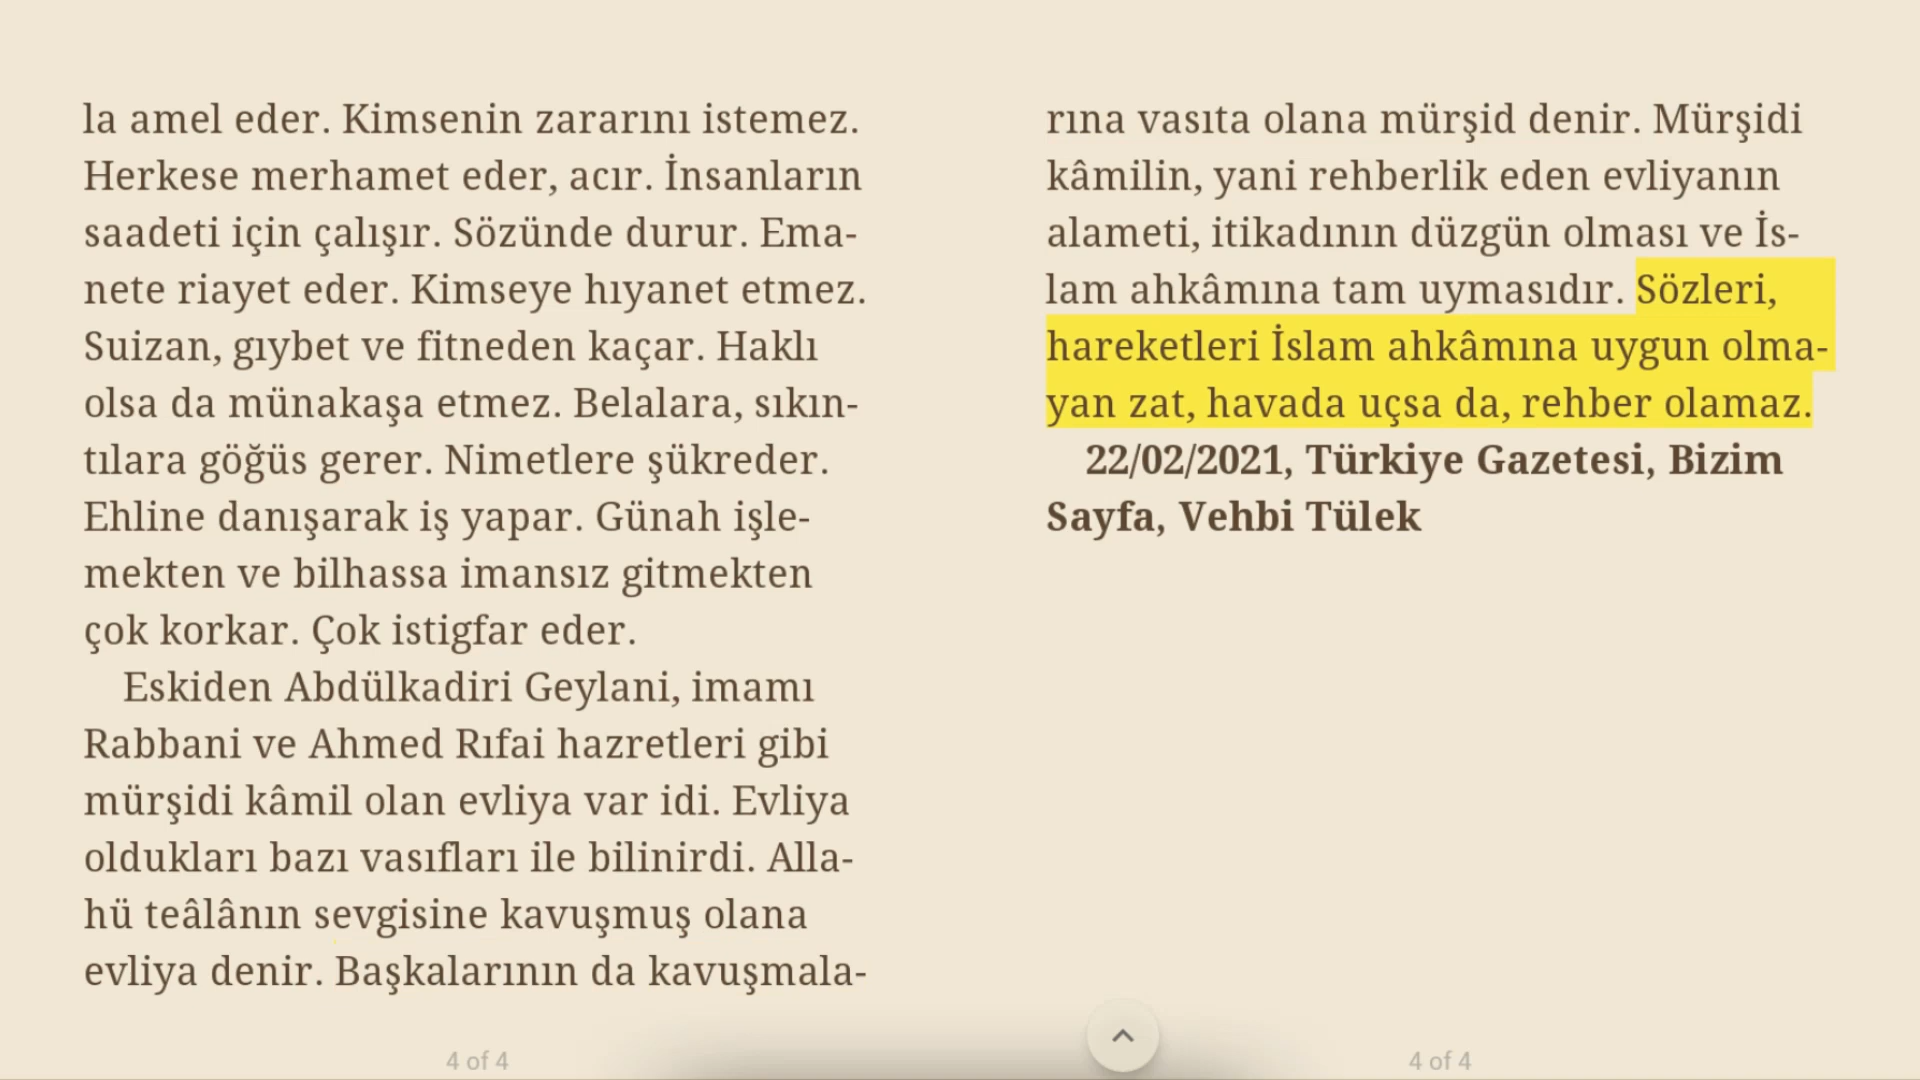 la amel eder. Kimsenin zararını istemez.
Herkese merhamet eder, acır. İnsanların
saadeti için çalışır. Sözünde durur. Ema-
nete riayet eder. Kimseye hıyanet etmez.
Suizan, gıybet ve fitneden kaçar. Haklı
olsa da münakaşa etmez. Belalara, sıkın-
tılara göğüs gerer. Nimetlere şükreder.
Ehline danışarak iş yapar. Günah işle-
mekten ve bilhassa imansız gitmekten
çok korkar. Çok istigfar eder.
Eskiden Abdülkadiri Geylani, imamı
Rabbani ve Ahmed Rıfai hazretleri gibi
mürşidi kâmil olan evliya var idi. Evliya
oldukları bazı vasıfları ile bilinirdi. Alla-
hü teâlânın sevgisine kavuşmuş olana
evliya denir. Başkalarının da kavuşmala-
4 of 4
rına vasıta olana mürşid denir. Mürşidi
kâmilin, yani rehberlik eden evliyanın
alameti, itikadının düzgün olması ve İs-
lam ahkâmına tam uymasıdır. Sözleri,
hareketleri İslam ahkâmına uygun olma-
yan zat, havada uçsa da, rehber olamaz.
22/02/2021, Türkiye Gazetesi, Bizim
Sayfa, Vehbi Tülek
4 of 4